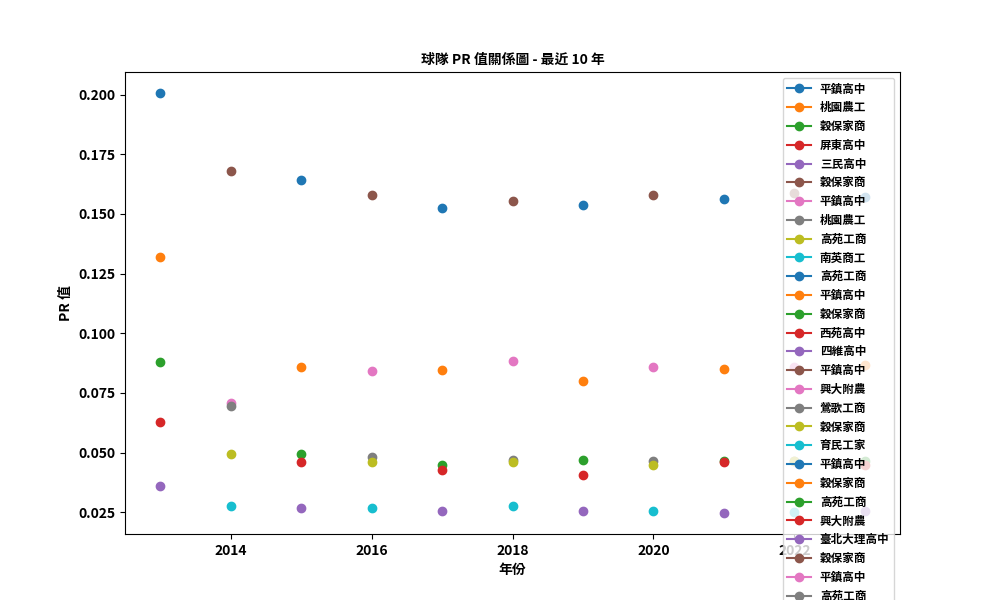 球隊 PR 值關係圖 - 最近 10 年
PR 值
0.200
0.175
0.150
0.125
0.100
0.075
0.050
0.025
2014
2016
2018
2020
2022
年份
平鎮高中
桃園農工
穀保家商
屏東高中
三民高中
穀保家商
平鎮高中
桃園農工
高苑工商
南英商工
高苑工商
平鎮高中
穀保家商
西苑高中
四維高中
平鎮高中
興大附農
鶯歌工商
穀保家商
育民工家
平鎮高中
穀保家商
高苑工商
興大附農
臺北大理高中
穀保家商
平鎮高中
高苑工商